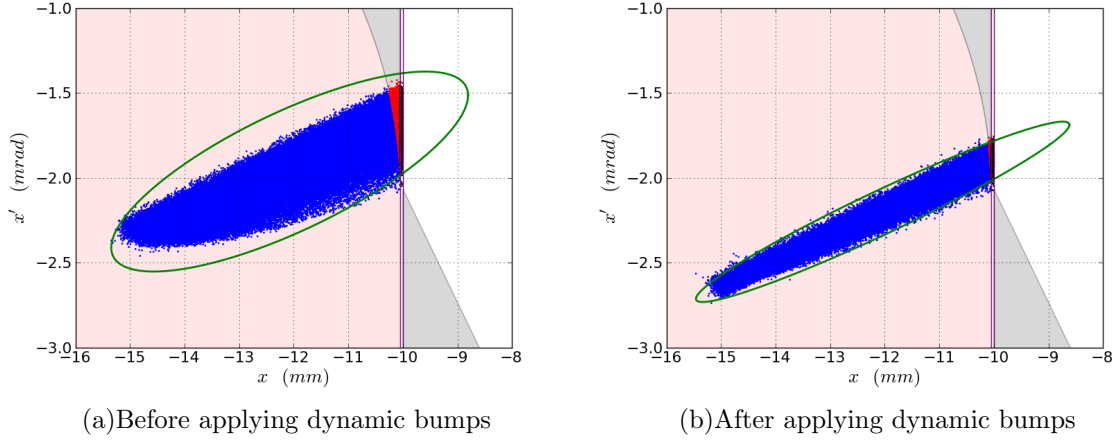 −1.0
−1.5
−2.0
−2.5
−3.0
x′ (mrad)
−16 −15 −14 −13 −12 −11 −10 −9 −8
x (mm)
(a)Before applying dynamic bumps
−1.0
−1.5
−2.0
−2.5
−3.0
x′ (mrad)
−16 −15 −14 −13 −12 −11 −10 −9 −8
x (mm)
(b)After applying dynamic bumps